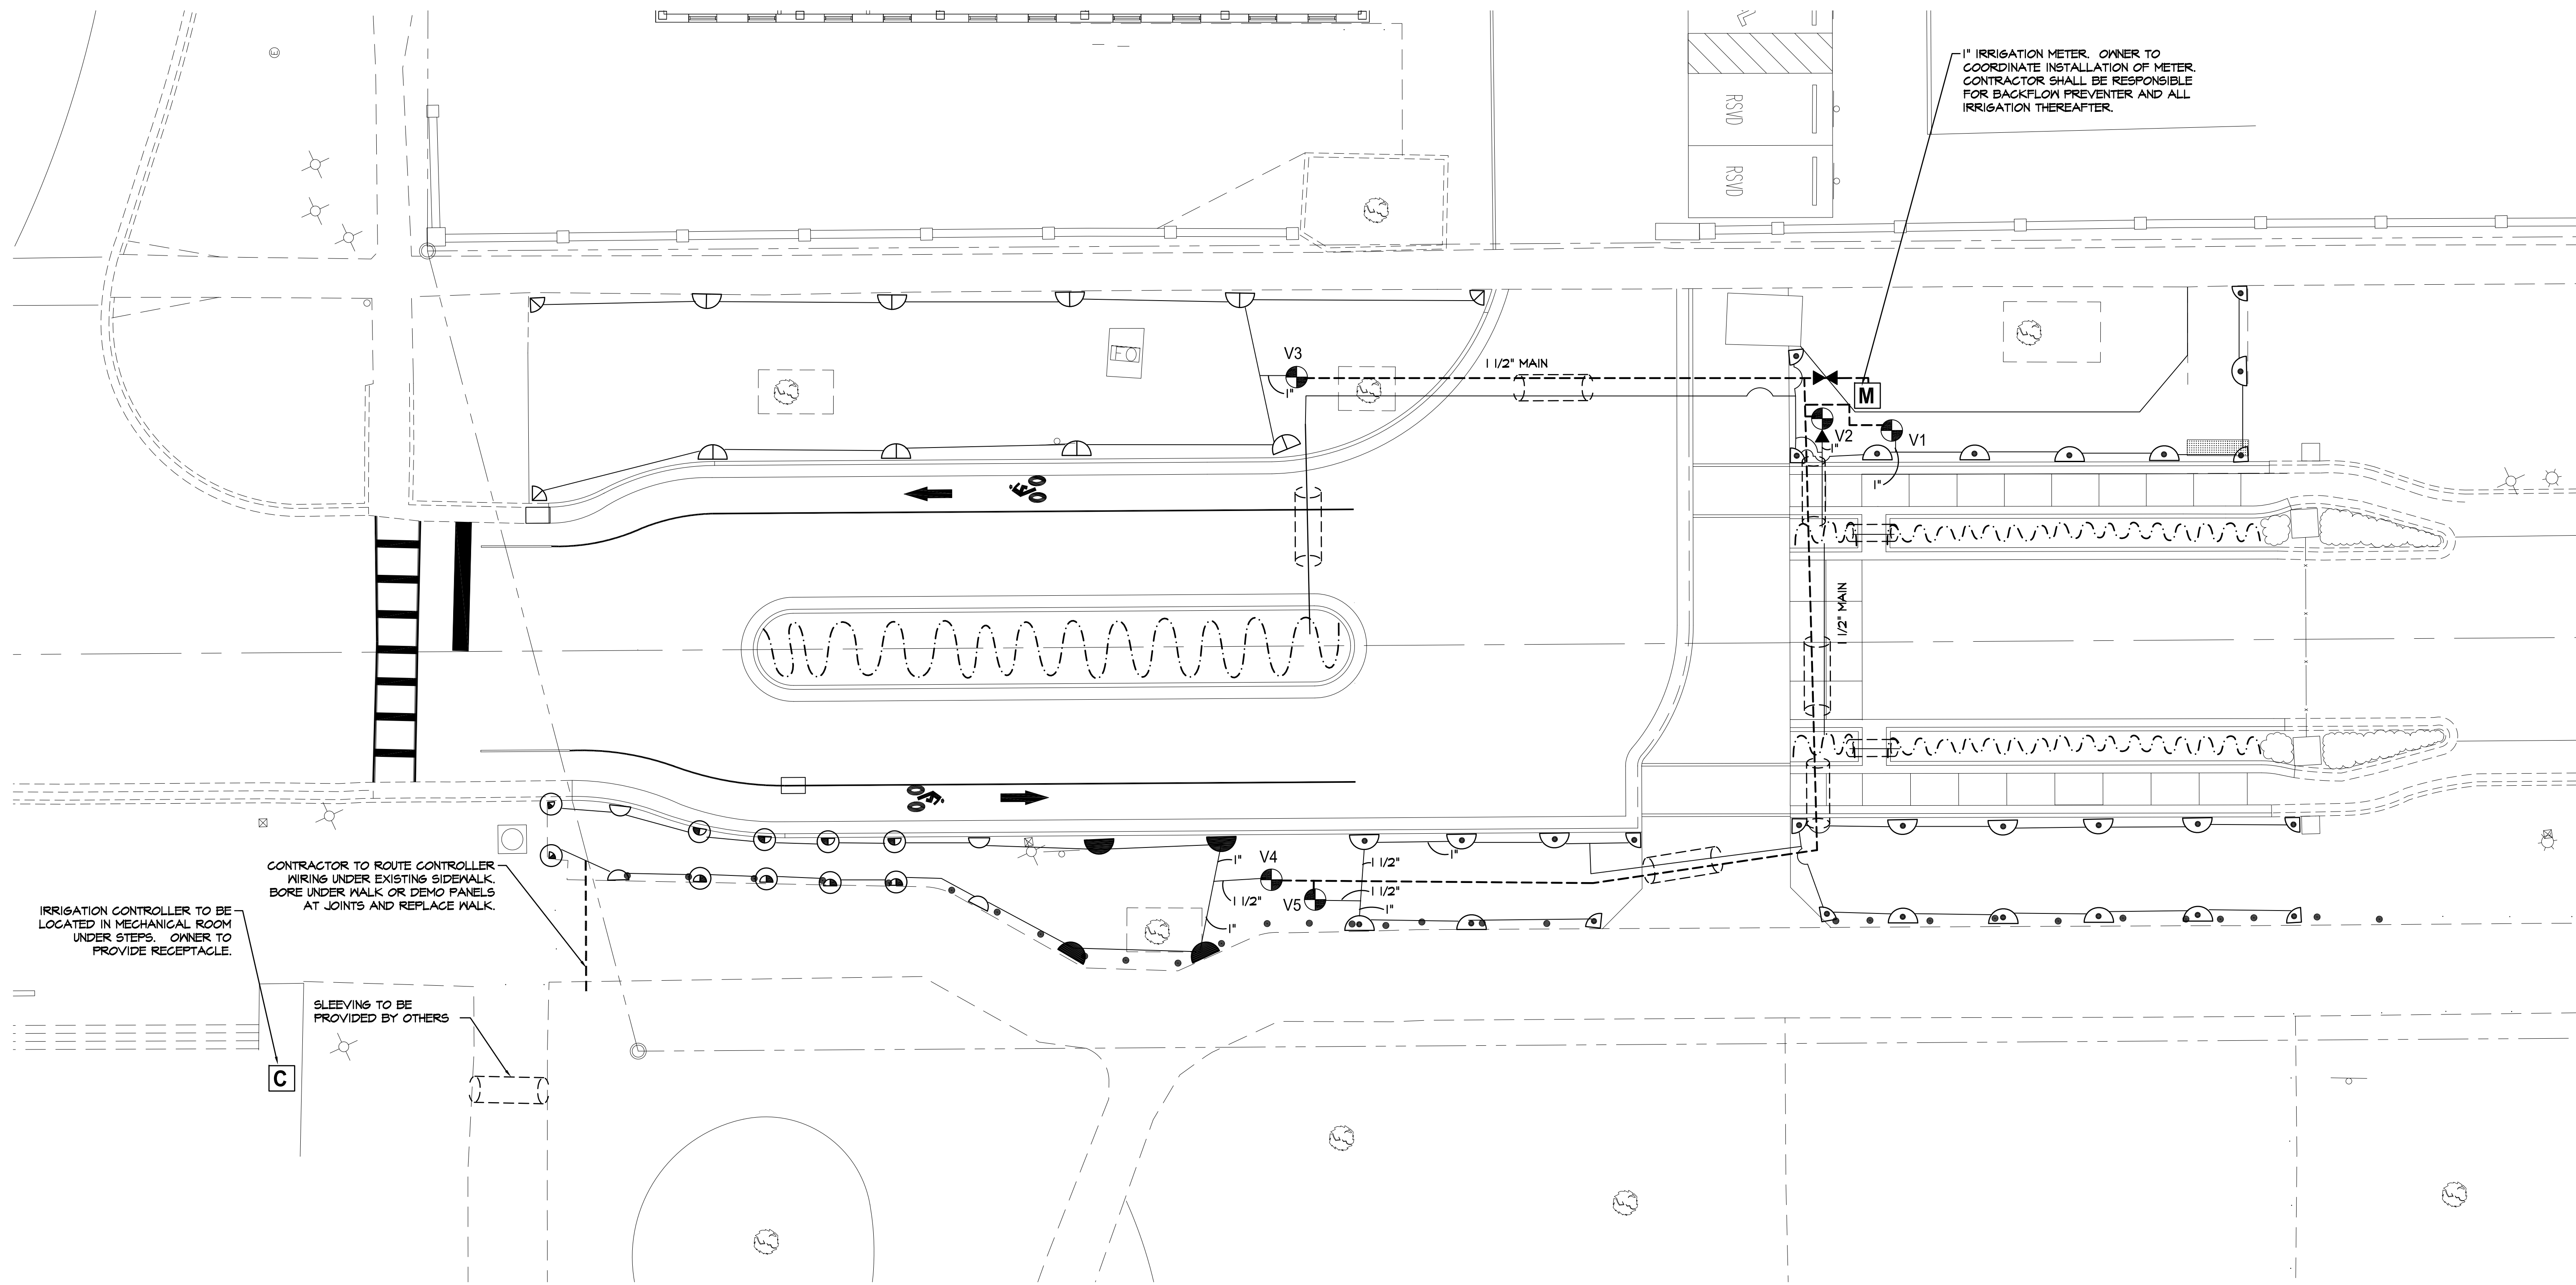 1" IRRIGATION METER. OWNER TO
COORDINATE INSTALLATION OF METER.
CONTRACTOR SHALL BE RESPONSIBLE
FOR BACKFLOW PREVENTER AND ALL
IRRIGATION THEREAFTER.
RSVD
RSVD
E
V3
1"
1 1/2" MAIN
M
V2
1"
V1
1"
1 1/2" MAIN
1"
V4
1 1/2"
1"
V5
1 1/2"
1"
1 1/2"
1"
CONTRACTOR TO ROUTE CONTROLLER
WIRING UNDER EXISTING SIDEWALK.
BORE UNDER WALK OR DEMO PANELS
AT JOINTS AND REPLACE WALK.
IRRIGATION CONTROLLER TO BE
LOCATED IN MECHANICAL ROOM
UNDER STEPS. OWNER TO
PROVIDE RECEPTACLE.
SLEEVING TO BE
PROVIDED BY OTHERS
C